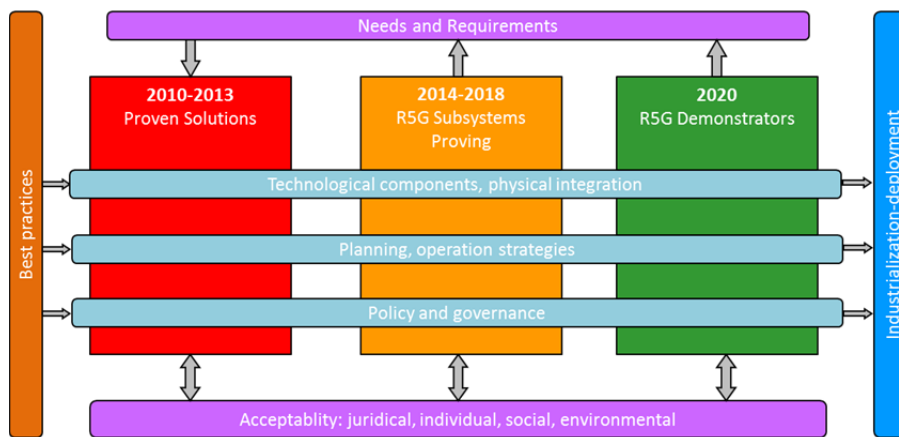 Needs and Requirements
Best practices
2010-2013
Proven Solutions
2014-2018
R5G Subsystems
Proving
2020
R5G Demonstrators
Technological components, physical integration
Planning, operation strategies
Policy and governance
Industrialization-deployment
Acceptablity: juridical, individual, social, environmental